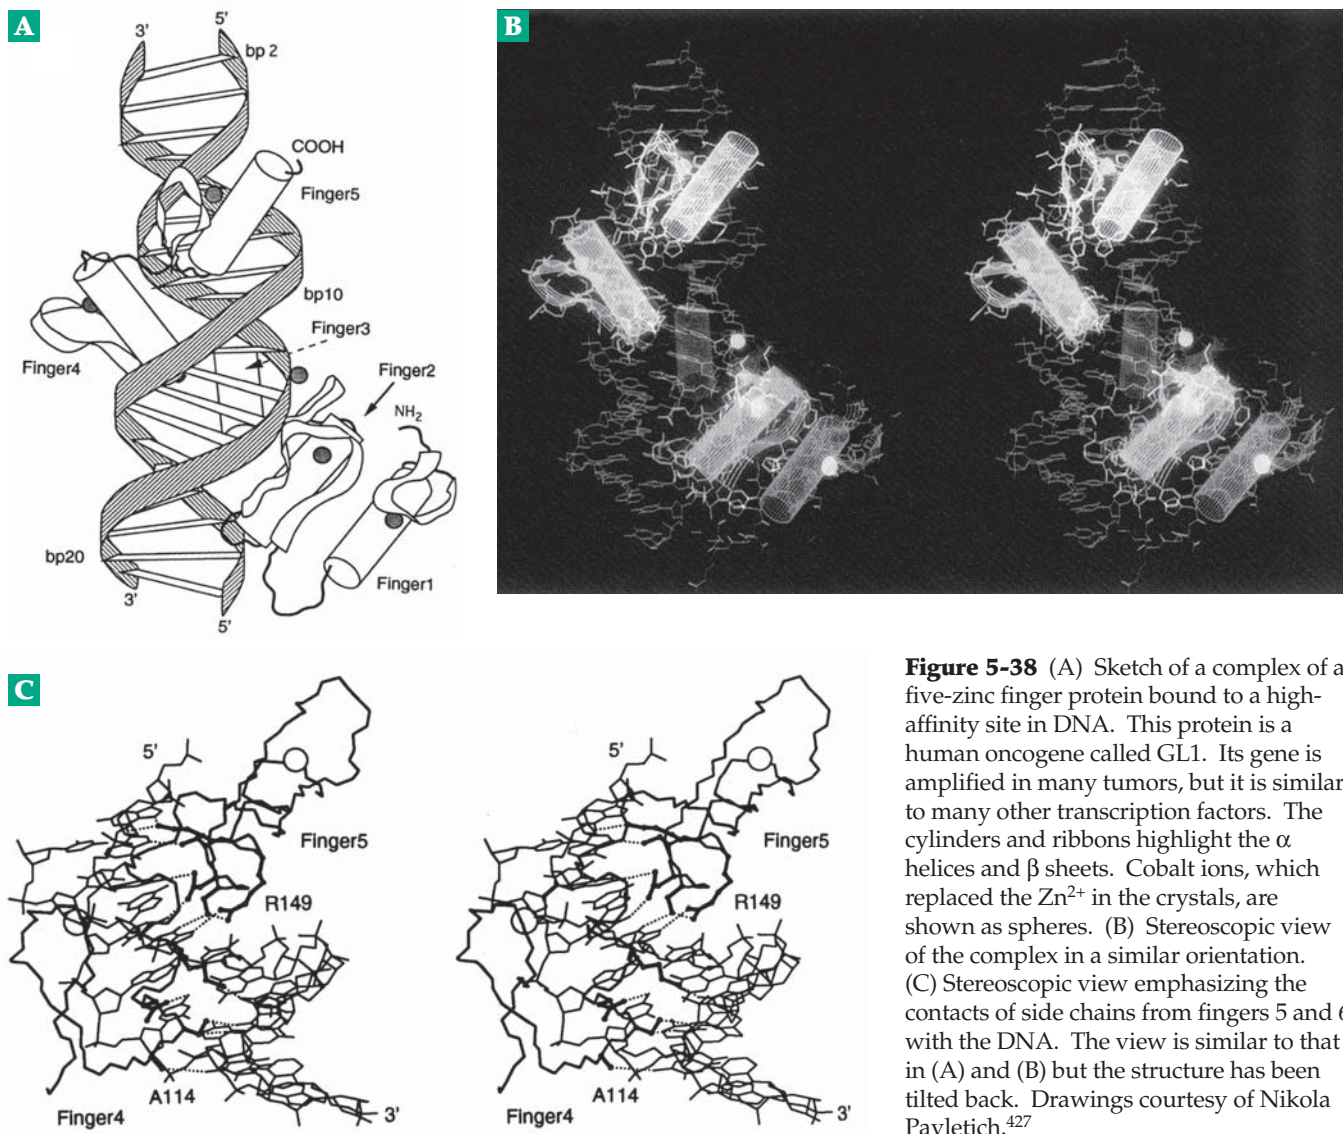 A
3'
5'
bp 2
COOH
Finger5
bp10
Finger3
Finger4
Finger2
NH2
bp20
Finger1
3'
5'
B
C
5'
Finger5
R149
A114
Finger4
Finger5
R149
A114
Finger4
3'
Figure 5-38 (A) Sketch of a complex of a
five-zinc finger protein bound to a high-
affinity site in DNA. This protein is a
human oncogene called GL1. Its gene is
amplified in many tumors, but it is similar
to many other transcription factors. The
cylinders and ribbons highlight the α
helices and β sheets. Cobalt ions, which
replaced the Zn²⁺ in the crystals, are
shown as spheres. (B) Stereoscopic view
of the complex in a similar orientation.
(C) Stereoscopic view emphasizing the
contacts of side chains from fingers 5 and 6
with the DNA. The view is similar to that
in (A) and (B) but the structure has been
tilted back. Drawings courtesy of Nikola
Pavletich.⁴²⁷